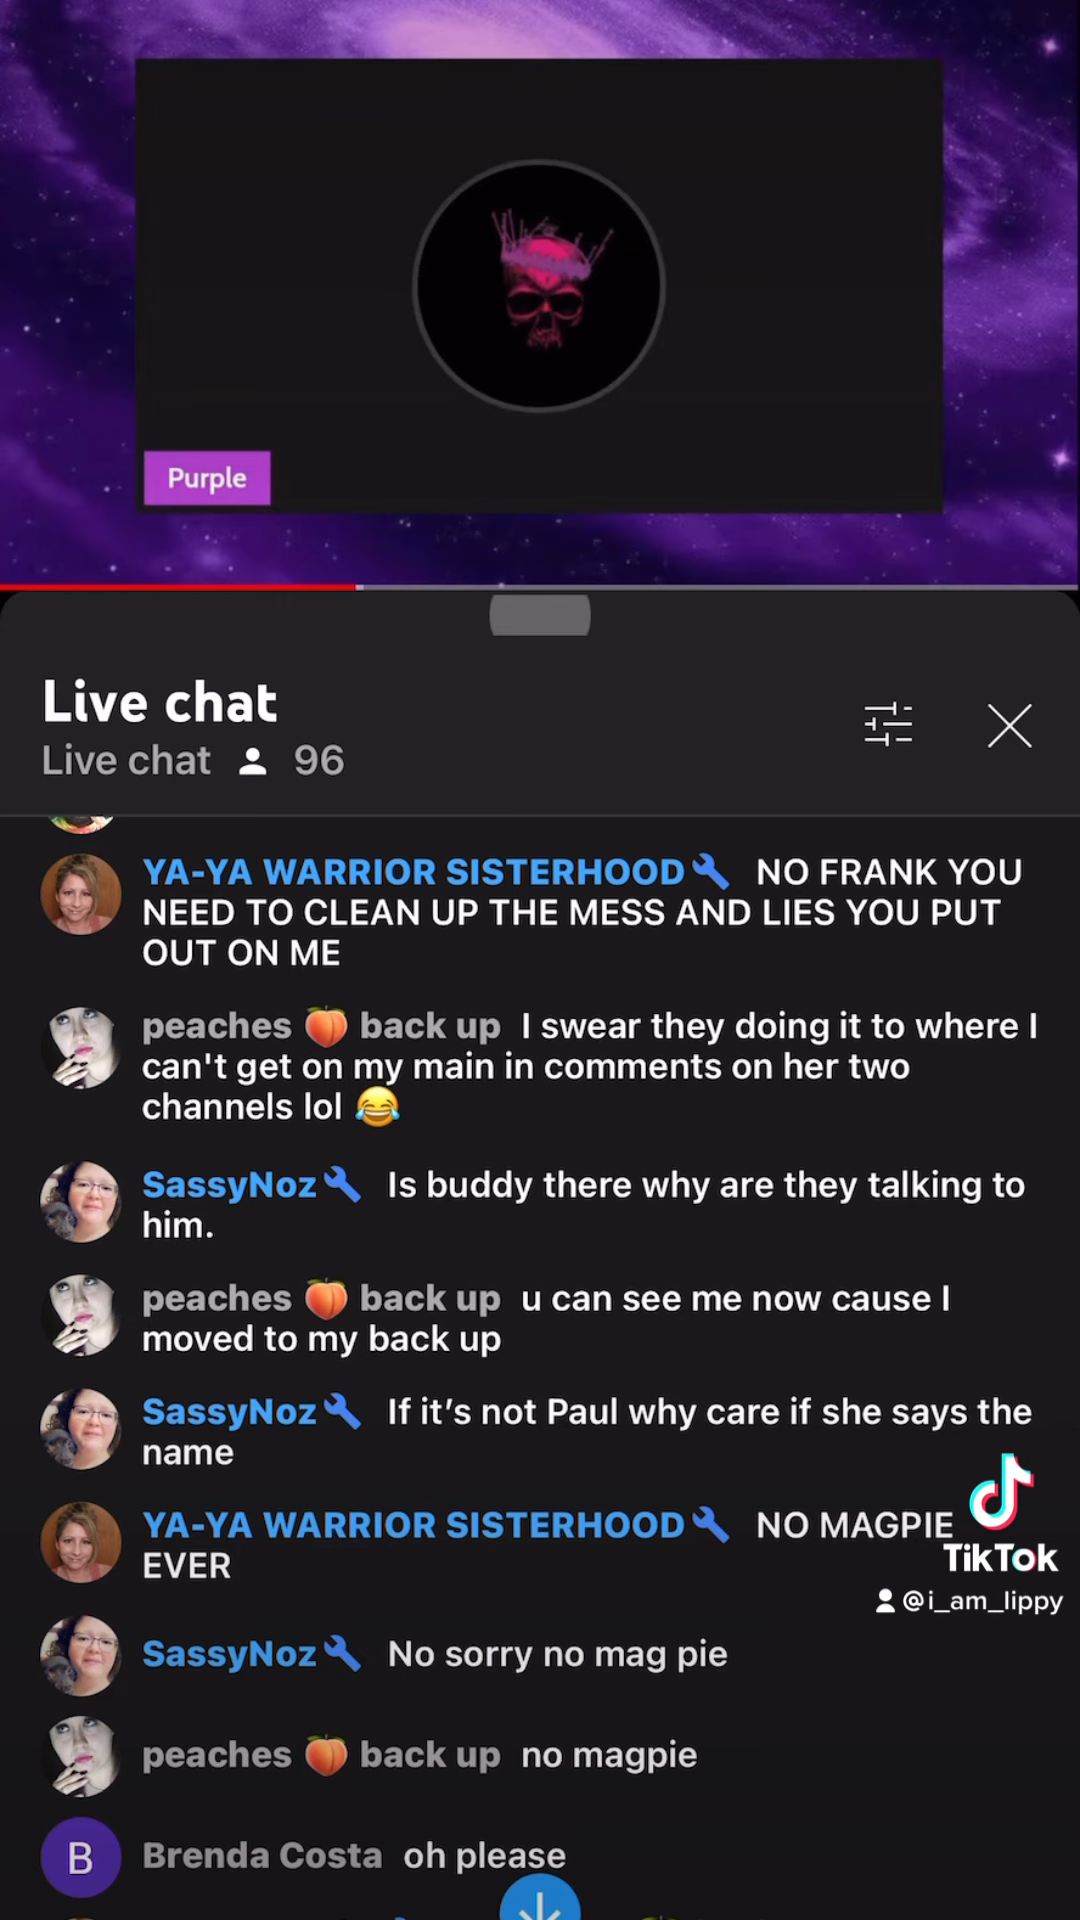 Purple
Live chat
Live chat 96
YA-YA WARRIOR SISTERHOOD NO FRANK YOU
NEED TO CLEAN UP THE MESS AND LIES YOU PUT
OUT ON ME
peaches 🍑 back up I swear they doing it to where I
can't get on my main in comments on her two
channels lol 😂
SassyNoz Is buddy there why are they talking to
him.
peaches 🍑 back up u can see me now cause I
moved to my back up
SassyNoz If it’s not Paul why care if she says the
name
YA-YA WARRIOR SISTERHOOD NO MAGPIE
EVER
TikTok
@i_am_lippy
SassyNoz No sorry no mag pie
peaches 🍑 back up no magpie
B
Brenda Costa oh please